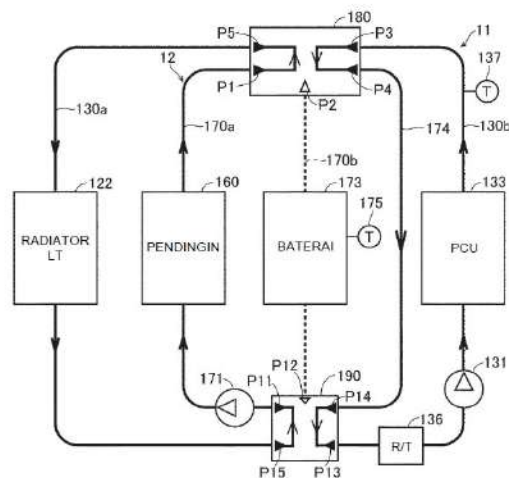 180
11
P5
P3
12
137
P1
P2
P4
T
130a
170a
174
130b
170b
122
160
173
133
175
RADIATOR
LT
PENDINGIN
BATERAI
T
PCU
171
P12
190
131
P11
P14
136
R/T
P15
P13